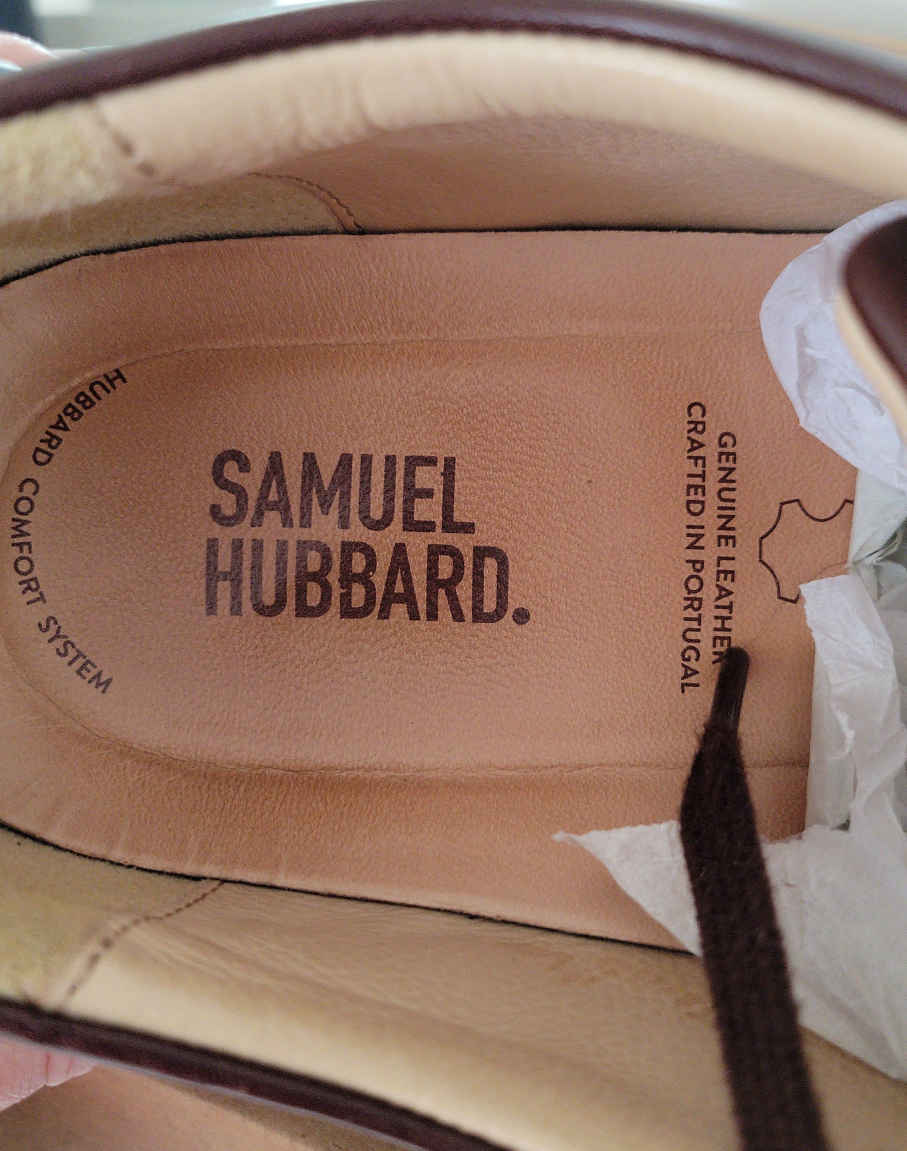 HUBBARD COMFORT SYSTEM
SAMUEL
HUBBARD.
GENUINE LEATHER
CRAFTED IN PORTUGAL